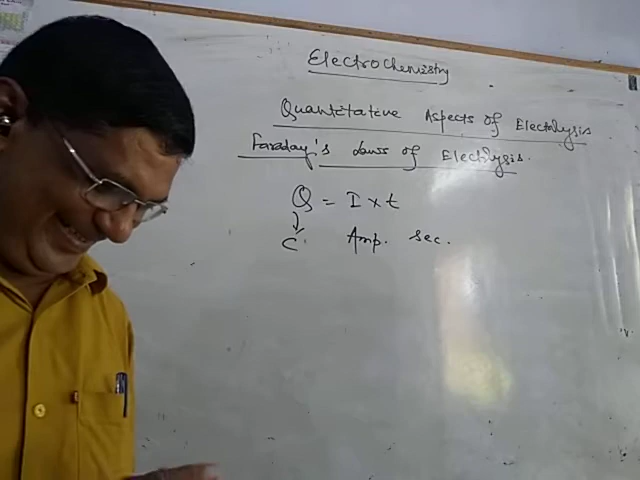 Electrochemistry
Quantitative Aspects of Electrolysis
Faraday's Laws of Electrolysis.
Q = I × t
↓
C Amp. sec.